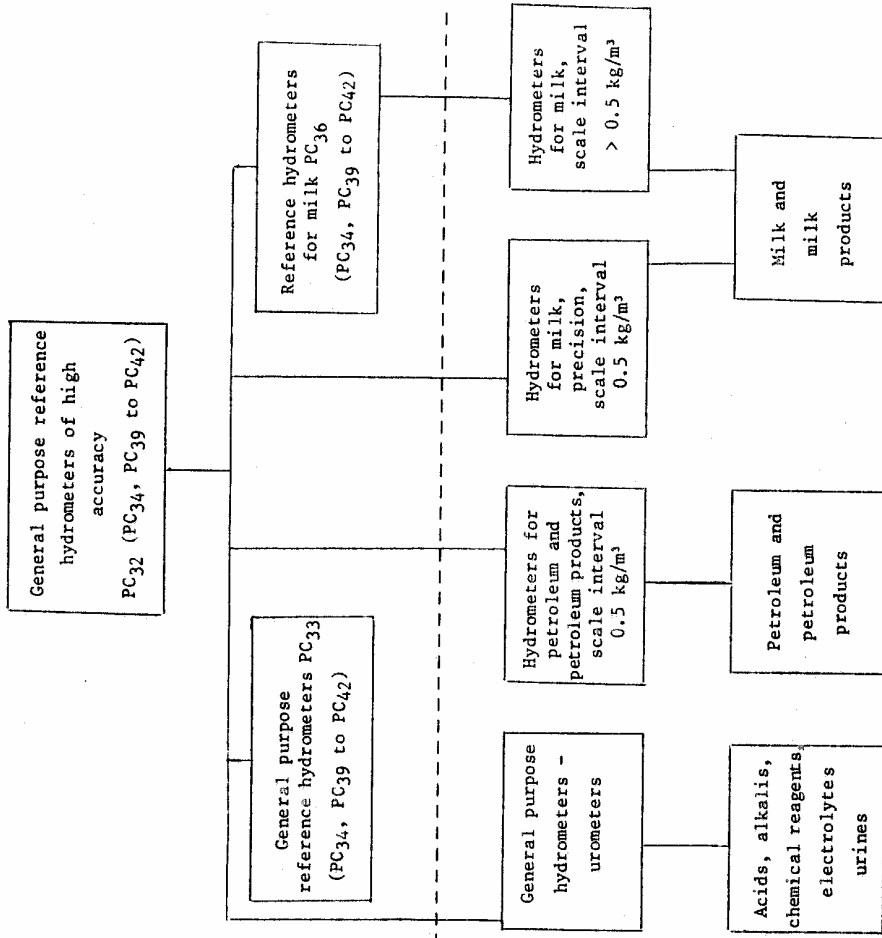 General purpose reference
hydrometers of high
accuracy
PC32 (PC34, PC39 to PC42)
General purpose
reference hydrometers PC33
(PC34, PC39 to PC42)
Reference hydrometers
for milk PC36
(PC34, PC39 to PC42)
General purpose
hydrometers -
urometers
Hydrometers for
petroleum and
petroleum products,
scale interval
0.5 kg/m³
Hydrometers
for milk,
precision,
scale interval
0.5 kg/m³
Hydrometers
for milk,
scale interval
> 0.5 kg/m³
Acids, alkalis,
chemical reagents,
electrolytes
urines
Petroleum and
petroleum
products
Milk and
milk
products